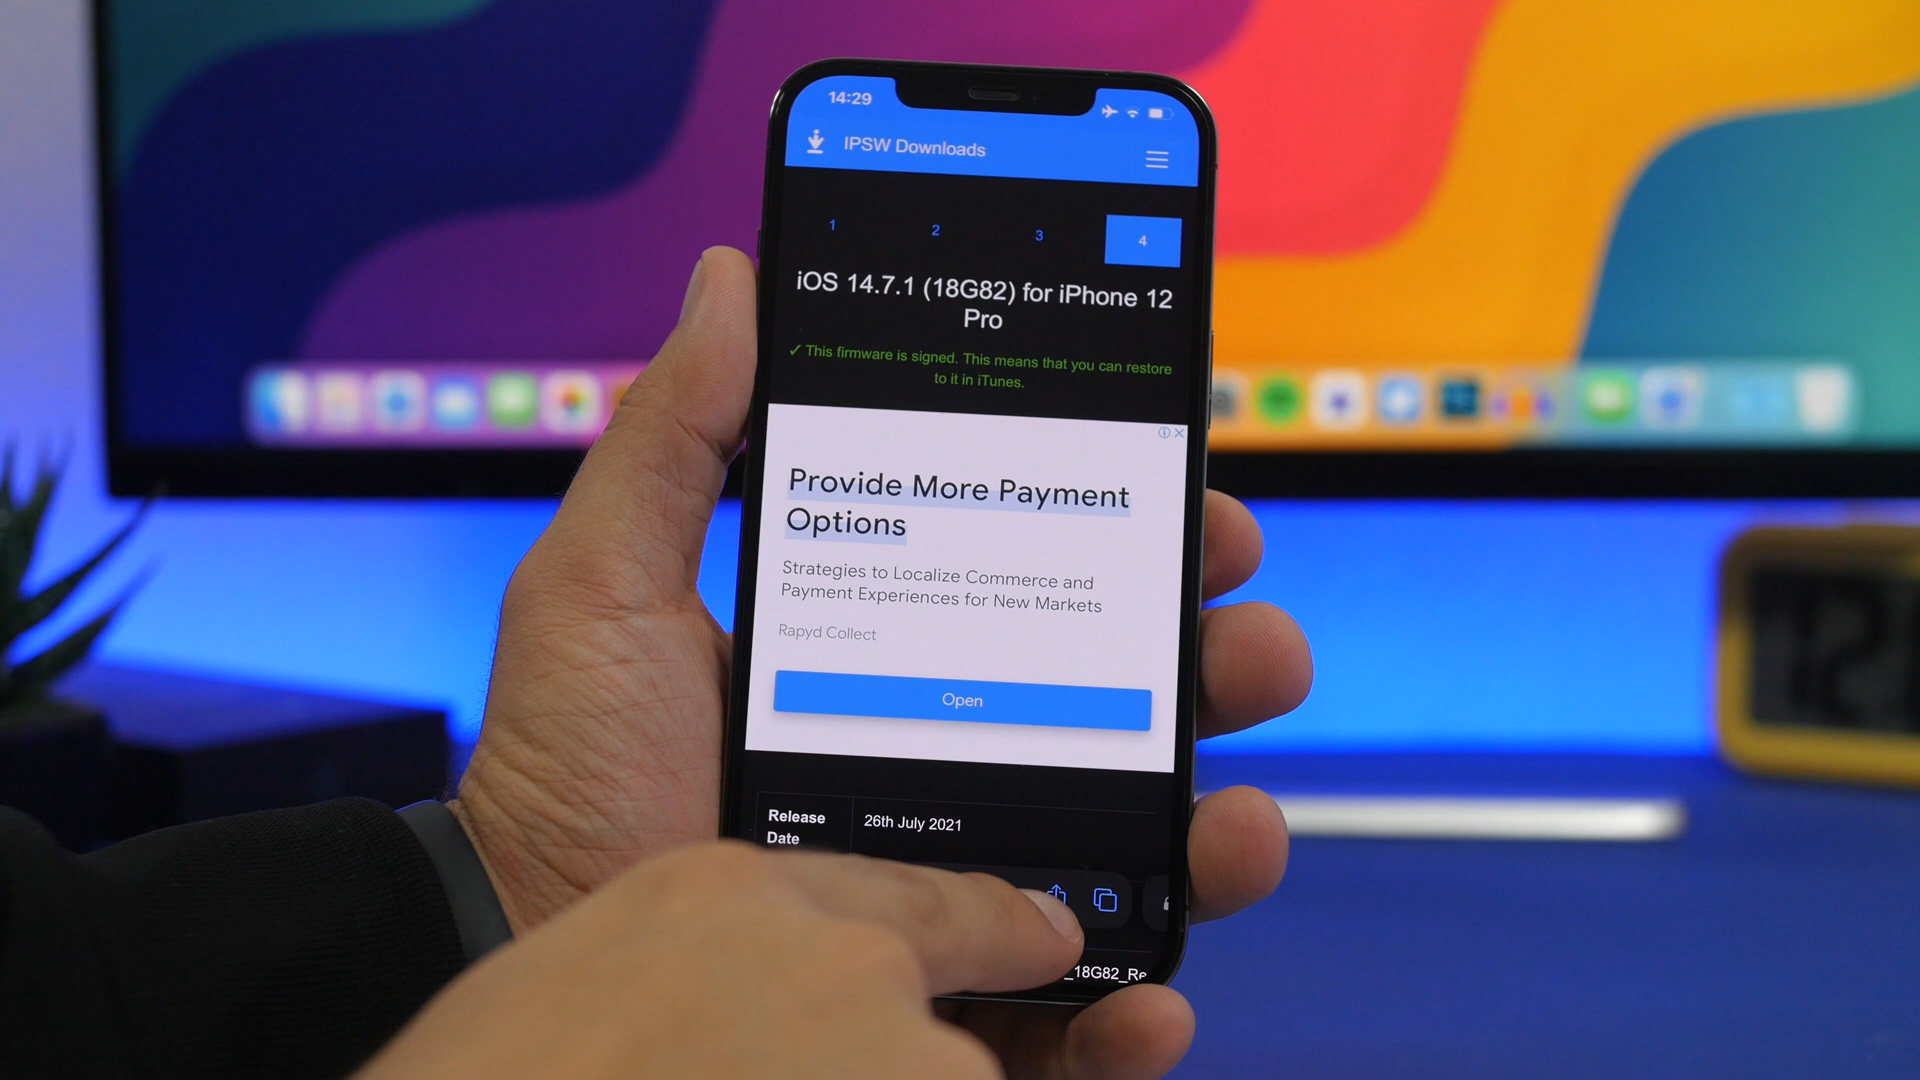 14:29
IPSW Downloads
1 2 3 4
iOS 14.7.1 (18G82) for iPhone 12
Pro
✓ This firmware is signed. This means that you can restore
to it in iTunes.
Provide More Payment
Options
Strategies to Localize Commerce and
Payment Experiences for New Markets
Rapyd Collect
Open
Release
Date
26th July 2021
_18G82_Re